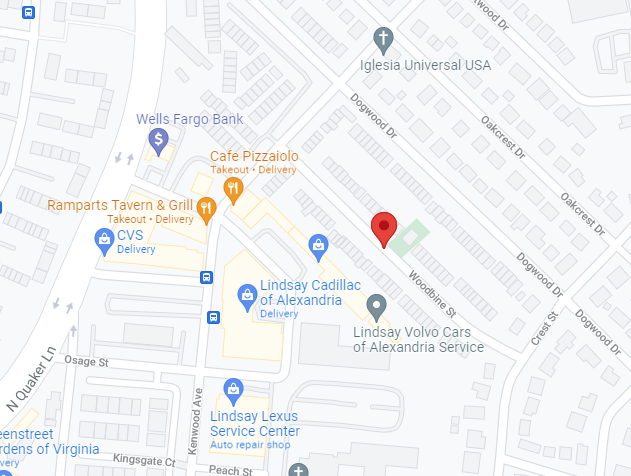 twood Dr
Iglesia Universal USA
Dogwood Dr
Oakcrest Dr
Wells Fargo Bank
Cafe Pizzaiolo
Takeout • Delivery
Ramparts Tavern & Grill
Takeout • Delivery
Oakcrest Dr
CVS
Delivery
Dogwood Dr
Lindsay Cadillac
of Alexandria
Delivery
Woodbine St
Dogwood Dr
Crest St
Lindsay Volvo Cars
of Alexandria Service
Osage St
N Quaker Ln
Kenwood Ave
Lindsay Lexus
Service Center
Auto repair shop
eenstreet
rdens of Virginia
very
Kingsgate Ct
Peach St